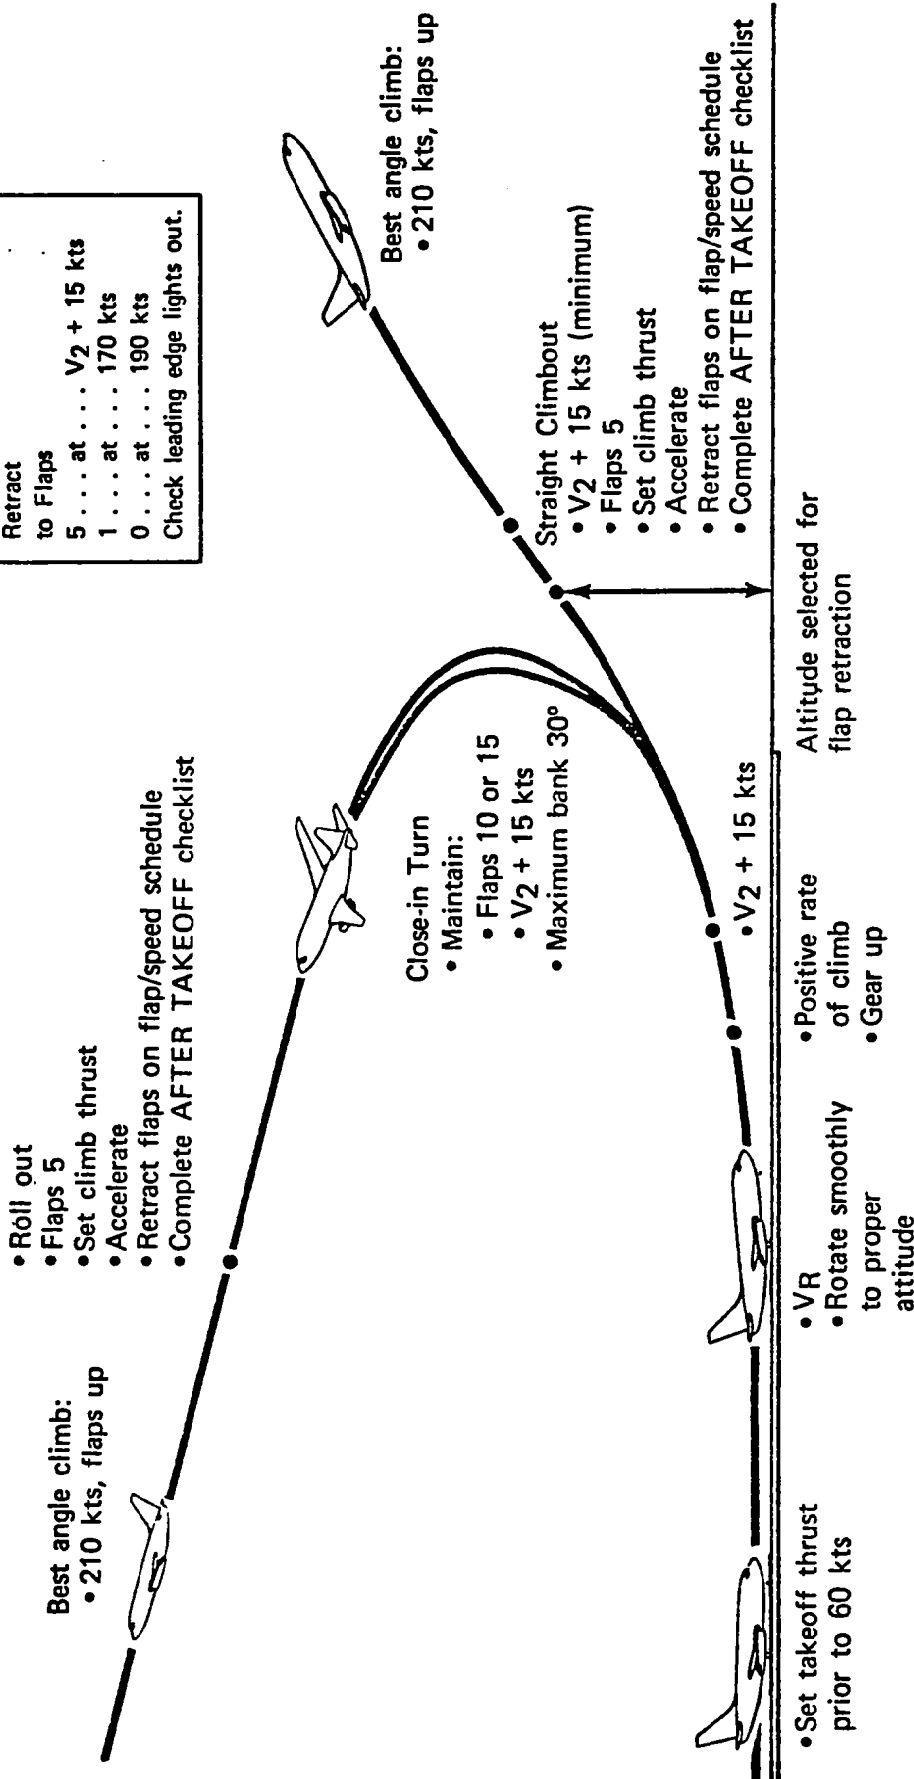 Retract
to Flaps
5 . . . at . . . V2 + 15 kts
1 . . . at . . . 170 kts
0 . . . at . . . 190 kts
Check leading edge lights out.
Best angle climb:
• 210 kts, flaps up
• Roll out
• Flaps 5
• Set climb thrust
• Accelerate
• Retract flaps on flap/speed schedule
• Complete AFTER TAKEOFF checklist
Best angle climb:
• 210 kts, flaps up
Close-in Turn
• Maintain:
• Flaps 10 or 15
• V2 + 15 kts
• Maximum bank 30°
Straight Climbout
• V2 + 15 kts (minimum)
• Flaps 5
• Set climb thrust
• Accelerate
• Retract flaps on flap/speed schedule
• Complete AFTER TAKEOFF checklist
• V2 + 15 kts
• Set takeoff thrust
prior to 60 kts
• VR
• Rotate smoothly
to proper
attitude
• Positive rate
of climb
• Gear up
Altitude selected for
flap retraction